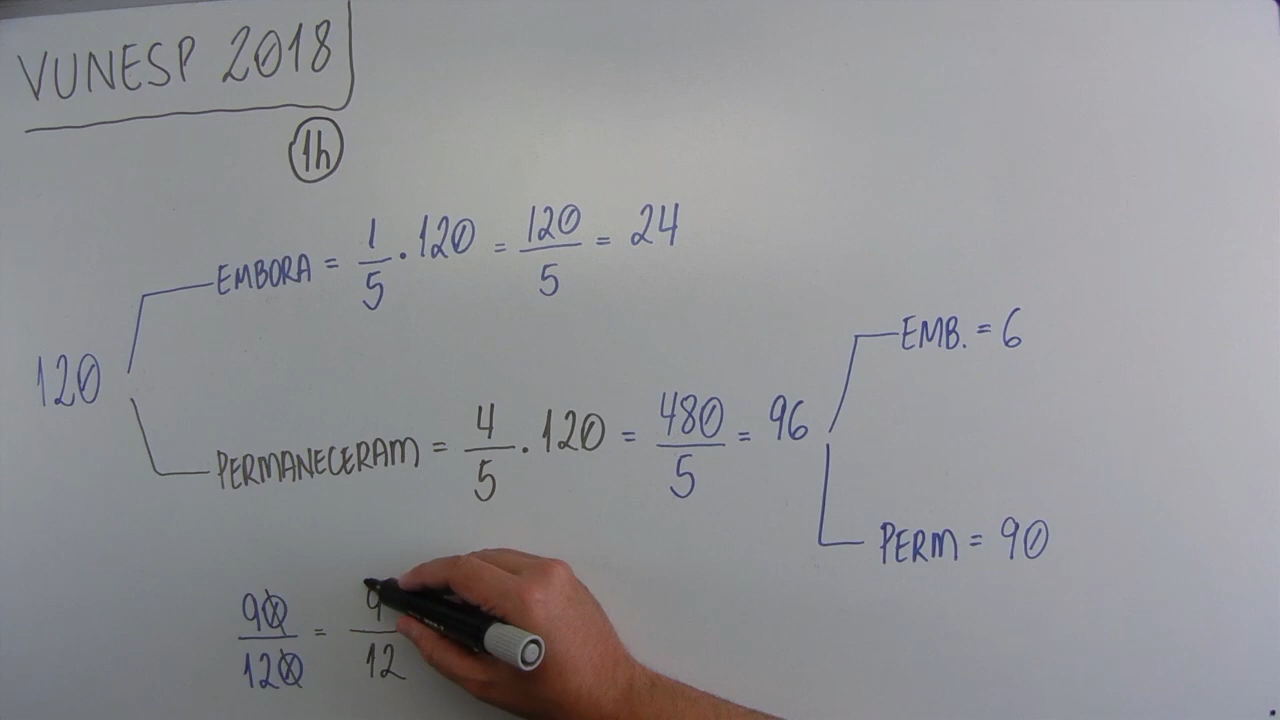 VUNESP 2018
1h
EMBORA = 1/5 . 120 = 120/5 = 24
120
EMB. = 6
PERMANECERAM = 4/5 . 120 = 480/5 = 96
PERM = 90
90/120 = 9/12